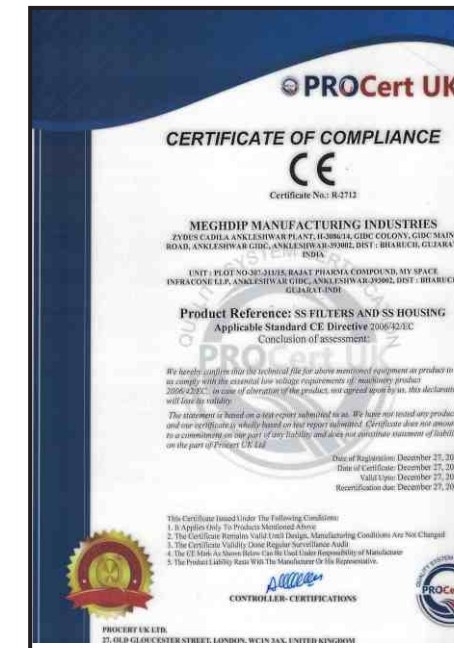 PROCert UK
CERTIFICATE OF COMPLIANCE
CE
Certificate No.: R-2712
MEGHDIP MANUFACTURING INDUSTRIES
ZYDUS CADILA ANKLESHWAR PLANT, GIDC COLONY, GIDC MAIN
ROAD, ANKLESHWAR GIDC, ANKLESHWAR-393002, DIST : BHARUCH, GUJARA
INDIA
UNIT : PLOT NO-207-211/15, RAJAT PHARMA COMPOUND, MY SPACE
INFRACONE LLP, ANKLESHWAR GIDC, ANKLESHWAR-393002, DIST : BHARUC
GUJARAT-INDI
Product Reference: SS FILTERS AND SS HOUSING
Applicable Standard CE Directive 2006/42/EC
Conclusion of assessment:
We hereby confirm that the technical file for above mentioned equipment as product in
as comply with the essential low voltage requirements of: machinery product
2006/42/EC, in case of alteration of the product, not agreed upon by us, this declaration
will lose its validity.
The statement is based on a test report submitted to us. We have not tested any product
and our certificate is wholly based on test report submitted. Certificate does not amoun
to a commitment on our part of any liability and does not constitute statement of liabili
on the part of Procert UK Ltd
Date of Registration: December 27, 20
Date of Certificate: December 27, 20
Valid Upto: December 27, 20
Recertification due: December 27, 20
This Certificate Issued Under The Following Conditions:
1. It Applies Only To Products Mentioned Above
2. The Certificate Remains Valid Until Design, Manufacturing Conditions Are Not Changed
3. The Certificate Validity Done Regular Surveillance Audit
4. The CE Mark As Shown Below Can Be Used Under Responsibility of Manufacturer
5. The Product Liability Rests With The Manufacturer Or His Representative.
CONTROLLER- CERTIFICATIONS
PROCer
PROCERT UK LTD.
27, OLD GLOUCESTER STREET, LONDON, WC1N 3AX, UNITED KINGDOM